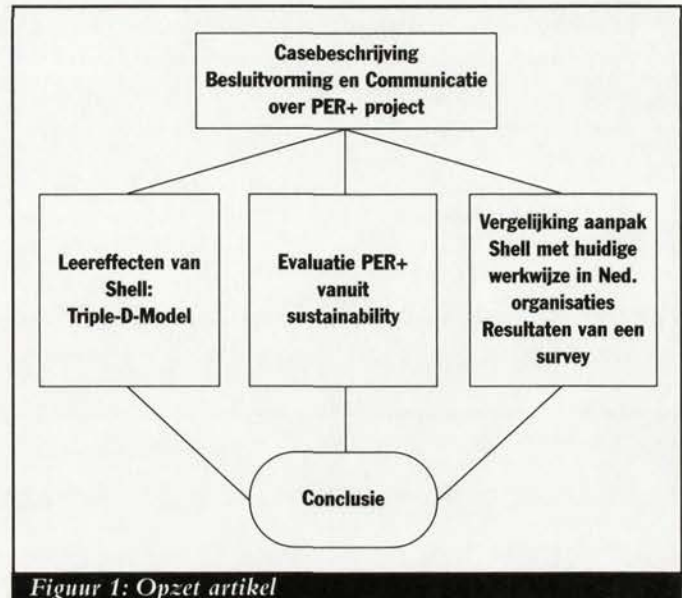 Casebeschrijving
Besluitvorming en Communicatie
over PER+ project
Leereffecten van
Shell:
Triple-D-Model
Evaluatie PER+
vanuit
sustainability
Vergelijking aanpak
Shell met huidige
werkwijze in Ned.
organisaties
Resultaten van een
survey
Conclusie
Figuur 1: Opzet artikel